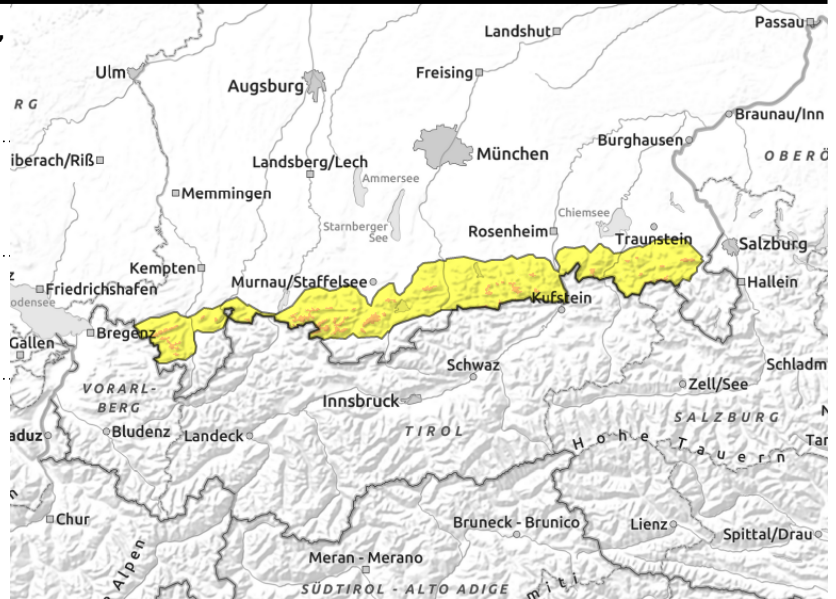 Passau
Landshut
Ulm
Freising
Augsburg
RG
Braunau/Inn
Burghausen
OBERÖ
iberach/Riß
Landsberg/Lech
München
Ammersee
Memmingen
Starnberger
See
Chiemsee
Rosenheim
Traunstein
Salzburg
Kempten
Murnau/Staffelsee
z
Friedrichshafen
Hallein
odensee
Kufstein
Bregenz
Gallen
Schwaz
Schladm
VORARL-
BERG
Zell/See
Innsbruck
SALZBURG
Bludenz
Landeck
TIROL
aduz
Hohe Tauern
N
Tar
Chur
Bruneck - Brunico
Lienz
Spittal/Drau
Alpen
Meran - Merano
SÜDTIROL - ALTO ADIGE
miti